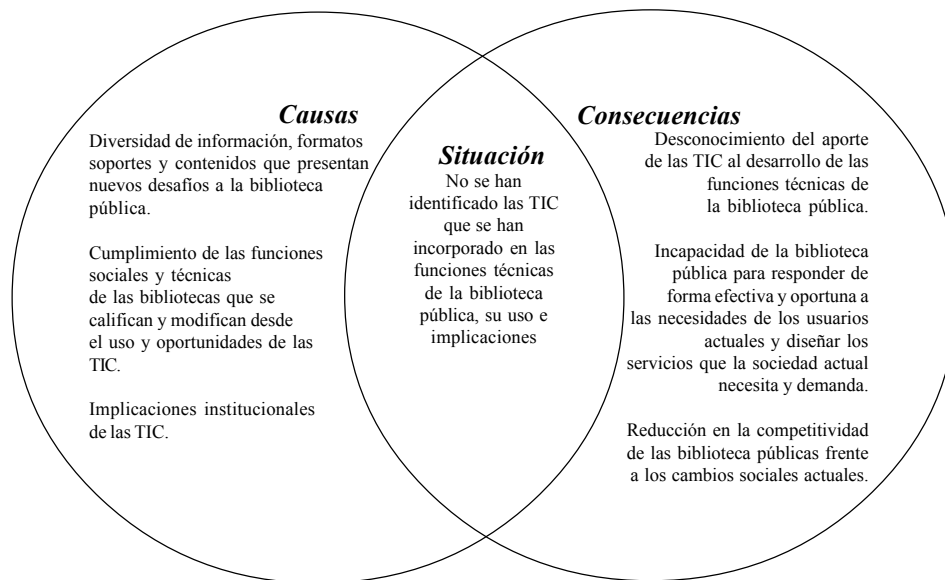 Causas
Diversidad de información, formatos
soportes y contenidos que presentan
nuevos desafíos a la biblioteca
pública.
Cumplimiento de las funciones
sociales y técnicas
de las bibliotecas que se
califican y modifican desde
el uso y oportunidades de las
TIC.
Implicaciones institucionales
de las TIC.
Situación
No se han
identificado las TIC
que se han
incorporado en las
funciones técnicas
de la biblioteca
pública, su uso e
implicaciones
Consecuencias
Desconocimiento del aporte
de las TIC al desarrollo de las
funciones técnicas de
la biblioteca pública.
Incapacidad de la biblioteca
pública para responder de
forma efectiva y oportuna a
las necesidades de los usuarios
actuales y diseñar los
servicios que la sociedad actual
necesita y demanda.
Reducción en la competitividad
de las biblioteca públicas frente
a los cambios sociales actuales.